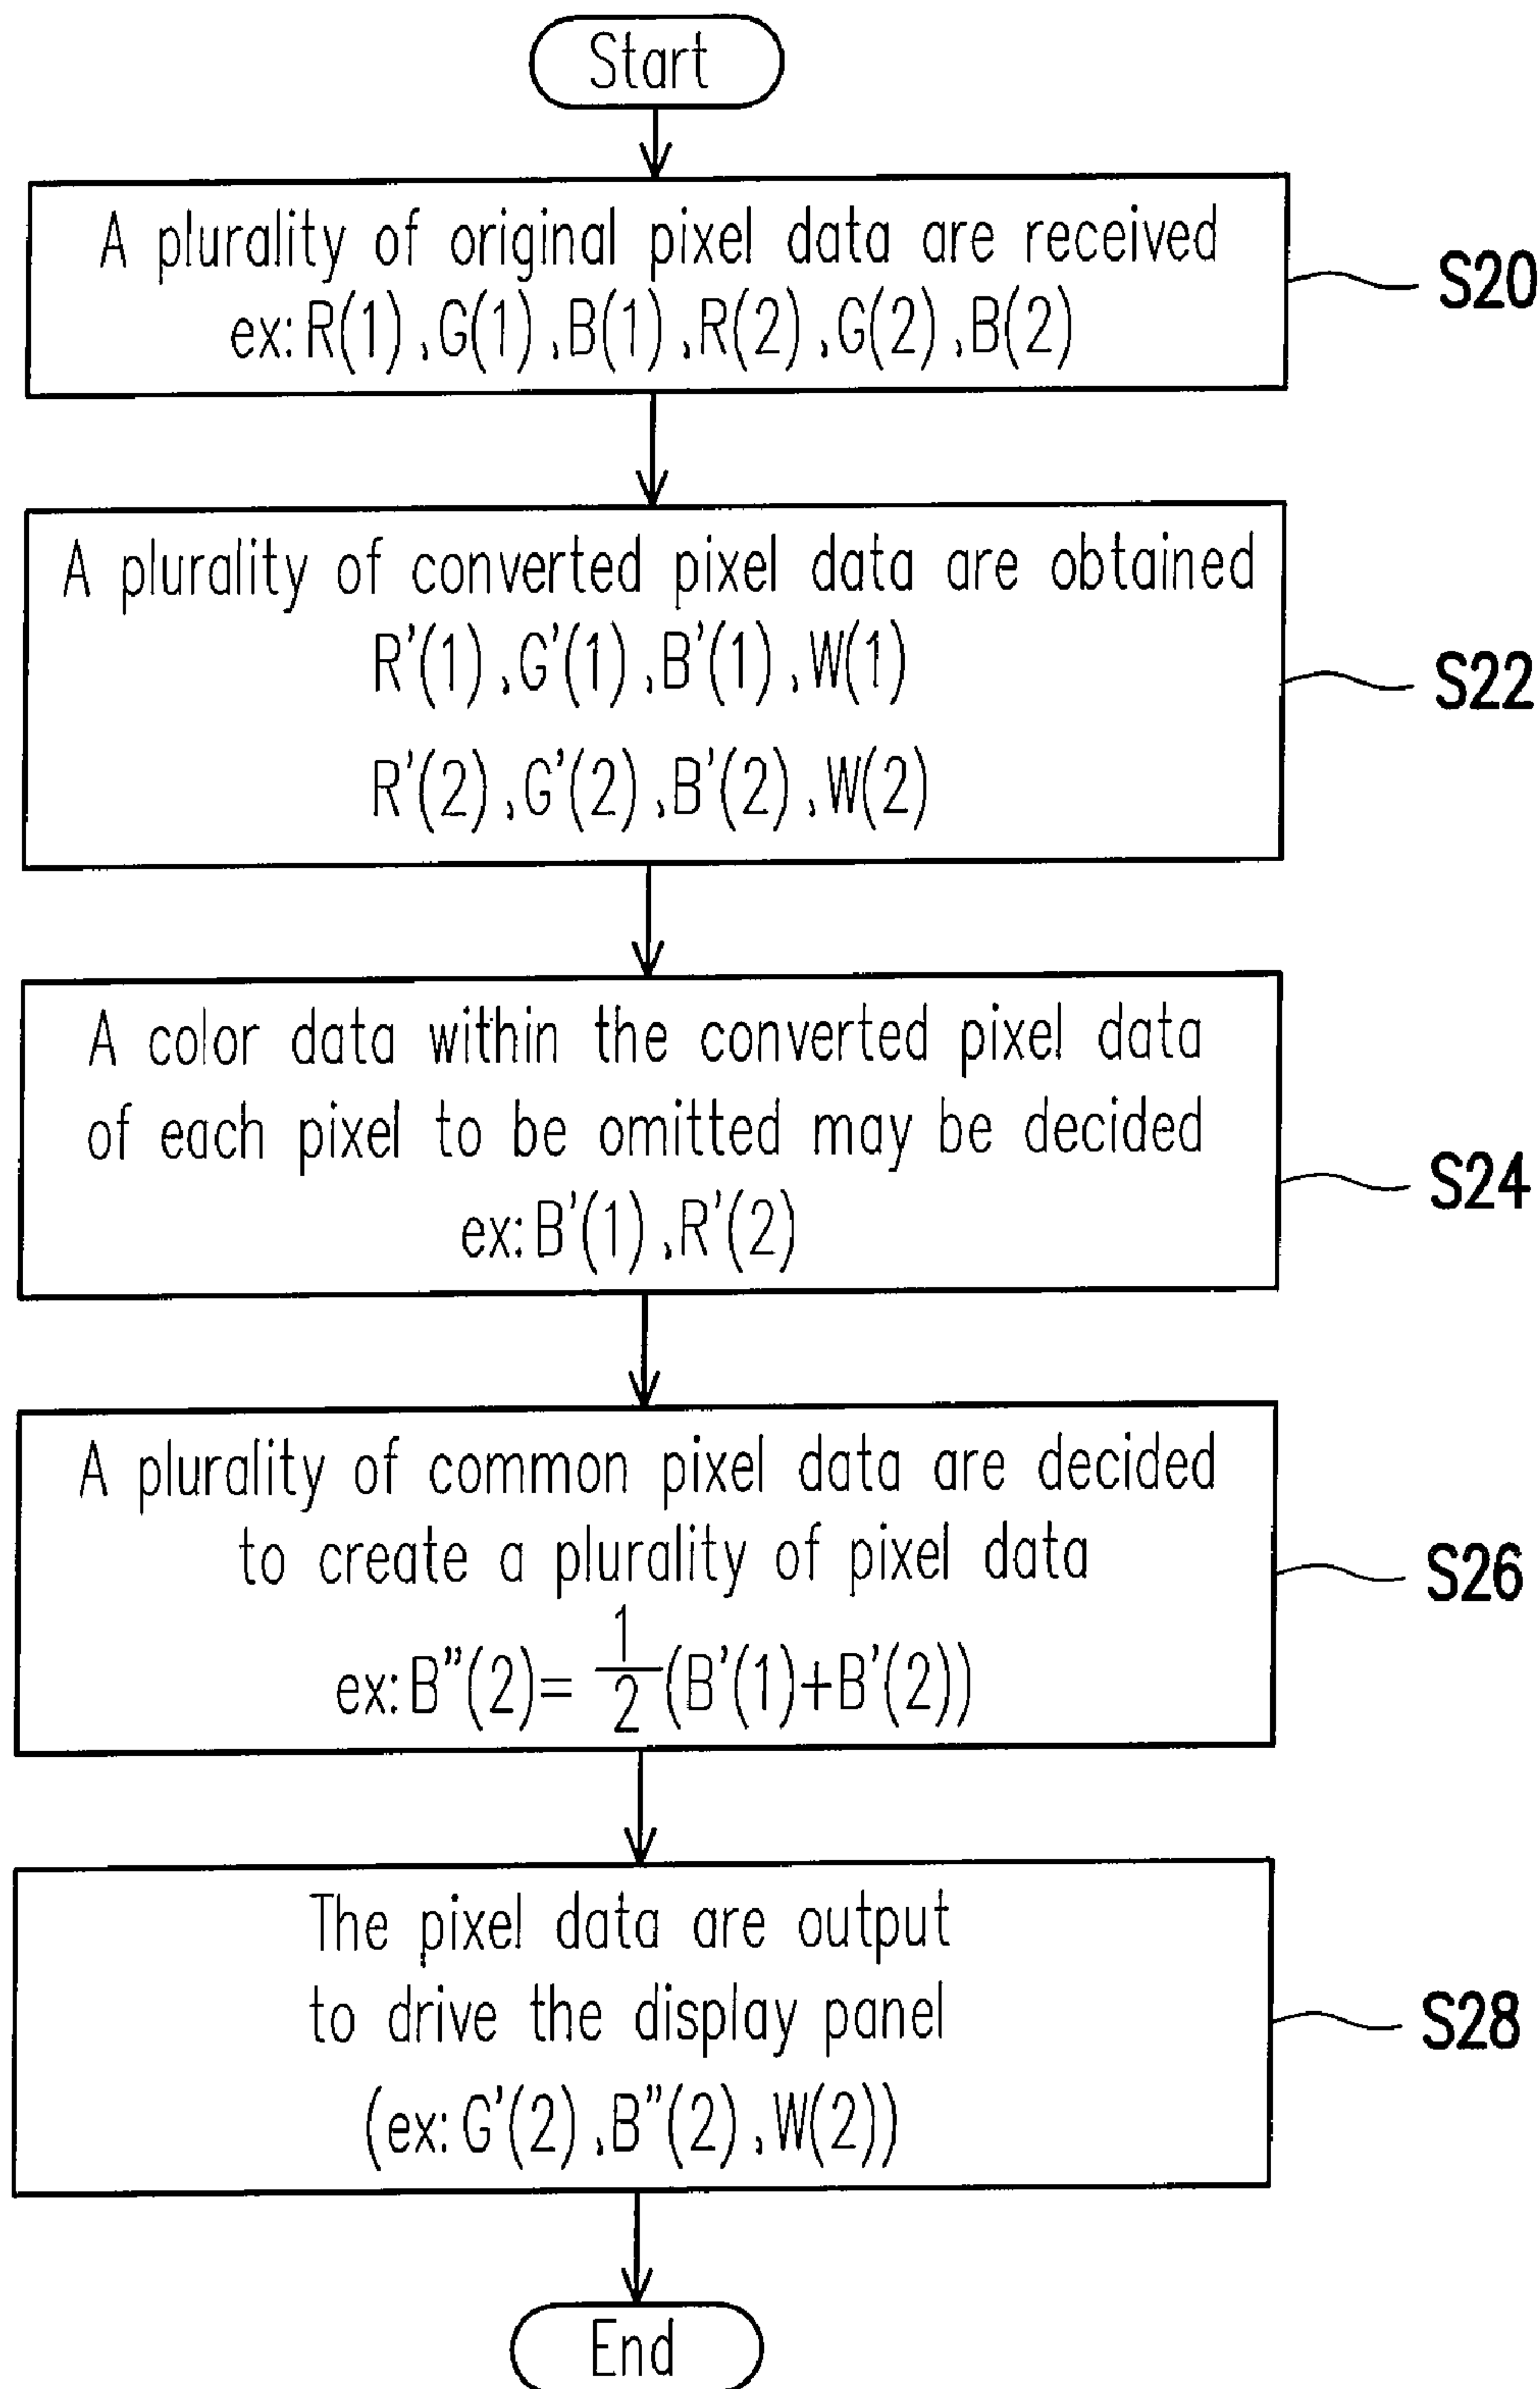 Start
A plurality of original pixel data are received
ex: R(1) ,G(1) ,B(1) ,R(2) ,G(2) ,B(2)
S20
A plurality of converted pixel data are obtained
R'(1) ,G'(1) ,B'(1) ,W(1)
R'(2) ,G'(2) ,B'(2) ,W(2)
S22
A color data within the converted pixel data
of each pixel to be omitted may be decided
ex: B'(1) ,R'(2)
S24
A plurality of common pixel data are decided
to create a plurality of pixel data
ex: B"(2)= 1/2 (B'(1)+B'(2))
S26
The pixel data are output
to drive the display panel
(ex: G'(2) ,B"(2) ,W(2))
S28
End